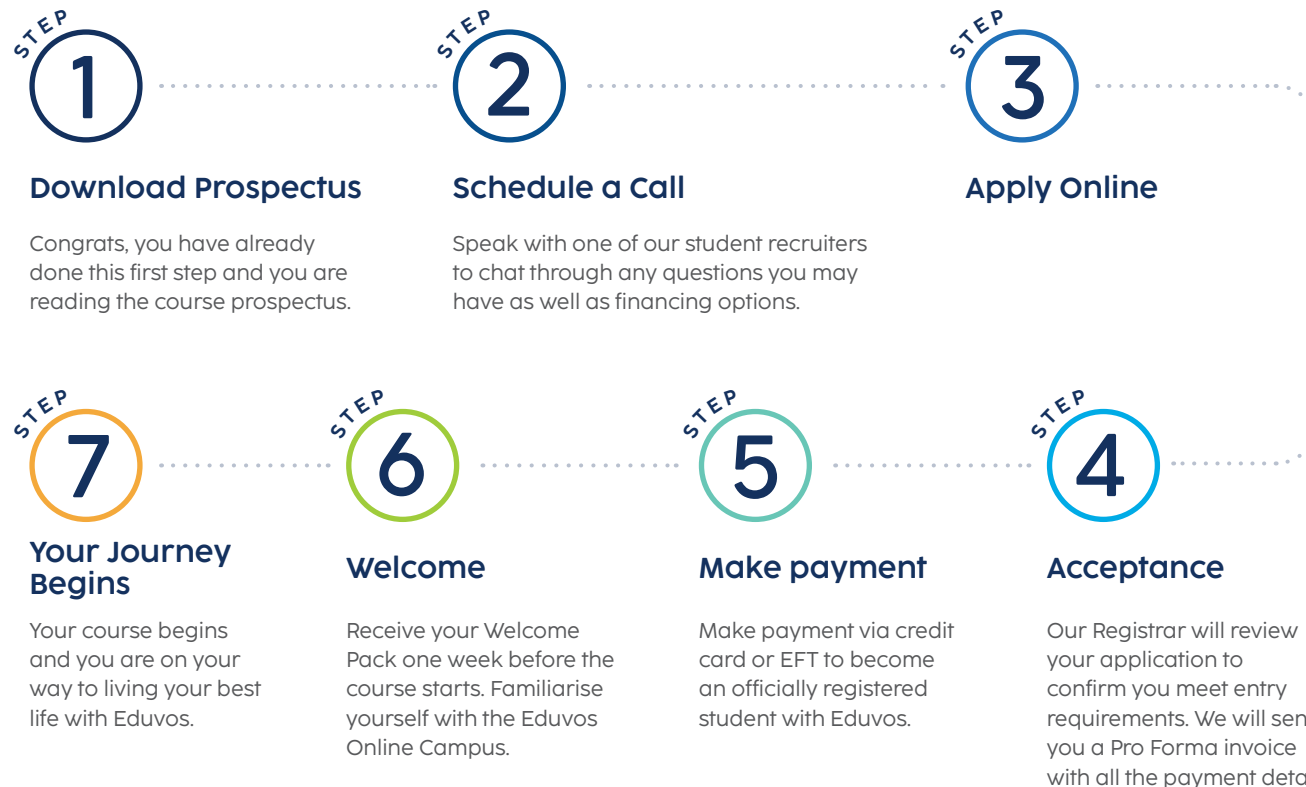 STEP
1
Download Prospectus
Congrats, you have already
done this first step and you are
reading the course prospectus.
STEP
2
Schedule a Call
Speak with one of our student recruiters
to chat through any questions you may
have as well as financing options.
STEP
3
Apply Online
STEP
4
Acceptance
Our Registrar will review
your application to
confirm you meet entry
requirements. We will
you a Pro Forma invoice
with all the payment
STEP
5
Make payment
Make payment via credit
card or EFT to become
an officially registered
student with Eduvos.
STEP
6
Welcome
Receive your Welcome
Pack one week before the
course starts. Familiarise
yourself with the Eduvos
Online Campus.
STEP
7
Your Journey
Begins
Your course begins
and you are on your
way to living your best
life with Eduvos.